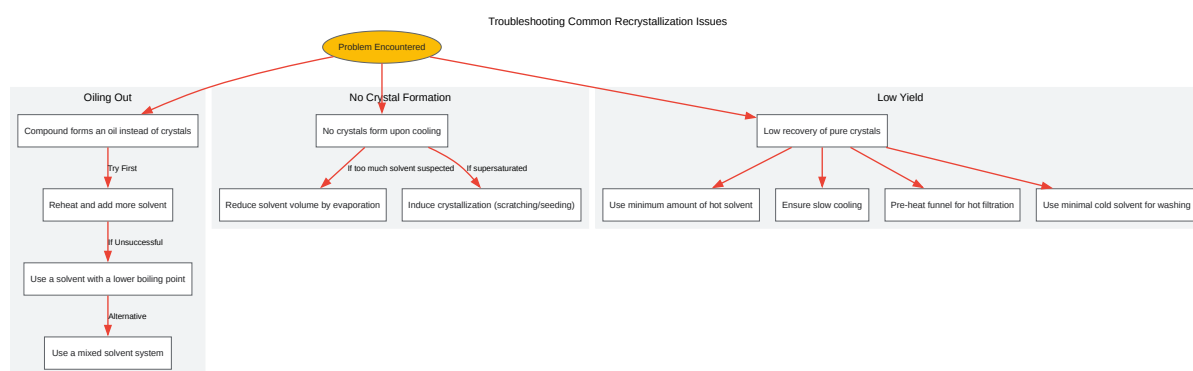 Troubleshooting Common Recrystallization Issues
Problem Encountered
Oiling Out
Compound forms an oil instead of crystals
Try First
Reheat and add more solvent
If Unsuccessful
Use a solvent with a lower boiling point
Alternative
Use a mixed solvent system
No Crystal Formation
No crystals form upon cooling
If too much solvent suspected
If supersaturated
Reduce solvent volume by evaporation
Induce crystallization (scratching/seeding)
Low Yield
Low recovery of pure crystals
Use minimum amount of hot solvent
Ensure slow cooling
Pre-heat funnel for hot filtration
Use minimal cold solvent for washing